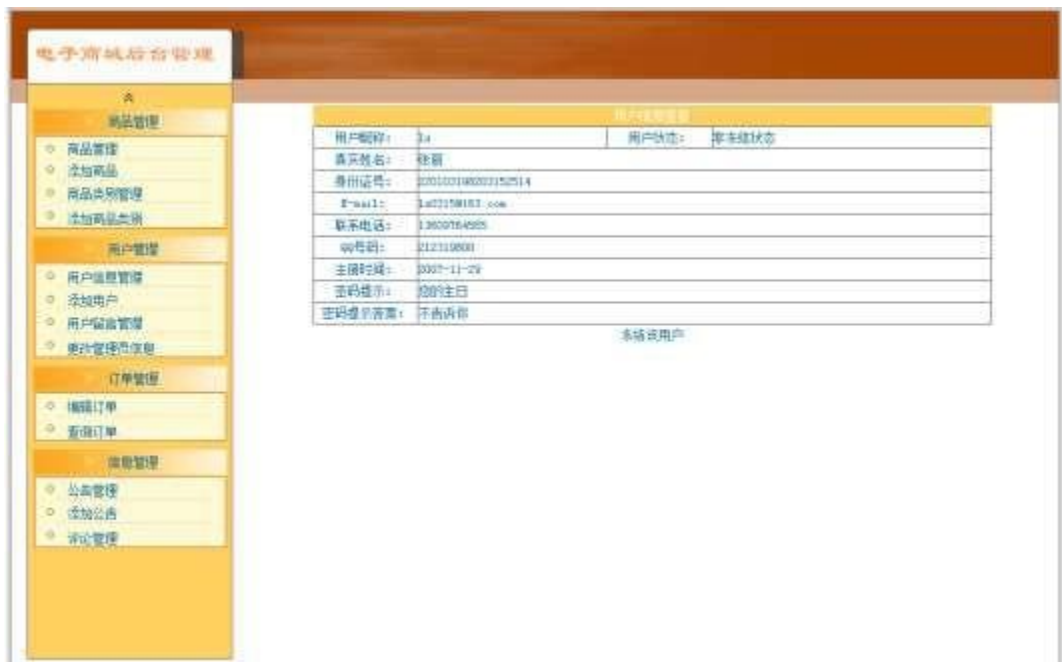 电子商城后台管理
商品管理
商品管理
添加商品
商品类别管理
添加商品类别
用户管理
用户信息管理
添加用户
用户留言管理
更改管理员信息
订单管理
编辑订单
查询订单
信息管理
公告管理
添加公告
评论管理
用户昵称：
用户状态：
真实姓名：
身份证号：
E-mail：
联系电话：
qq号码：
212319800
注册时间：
2007-11-29
密码提示：
您的生日
密码提示答案： 不告诉你
冻结该用户